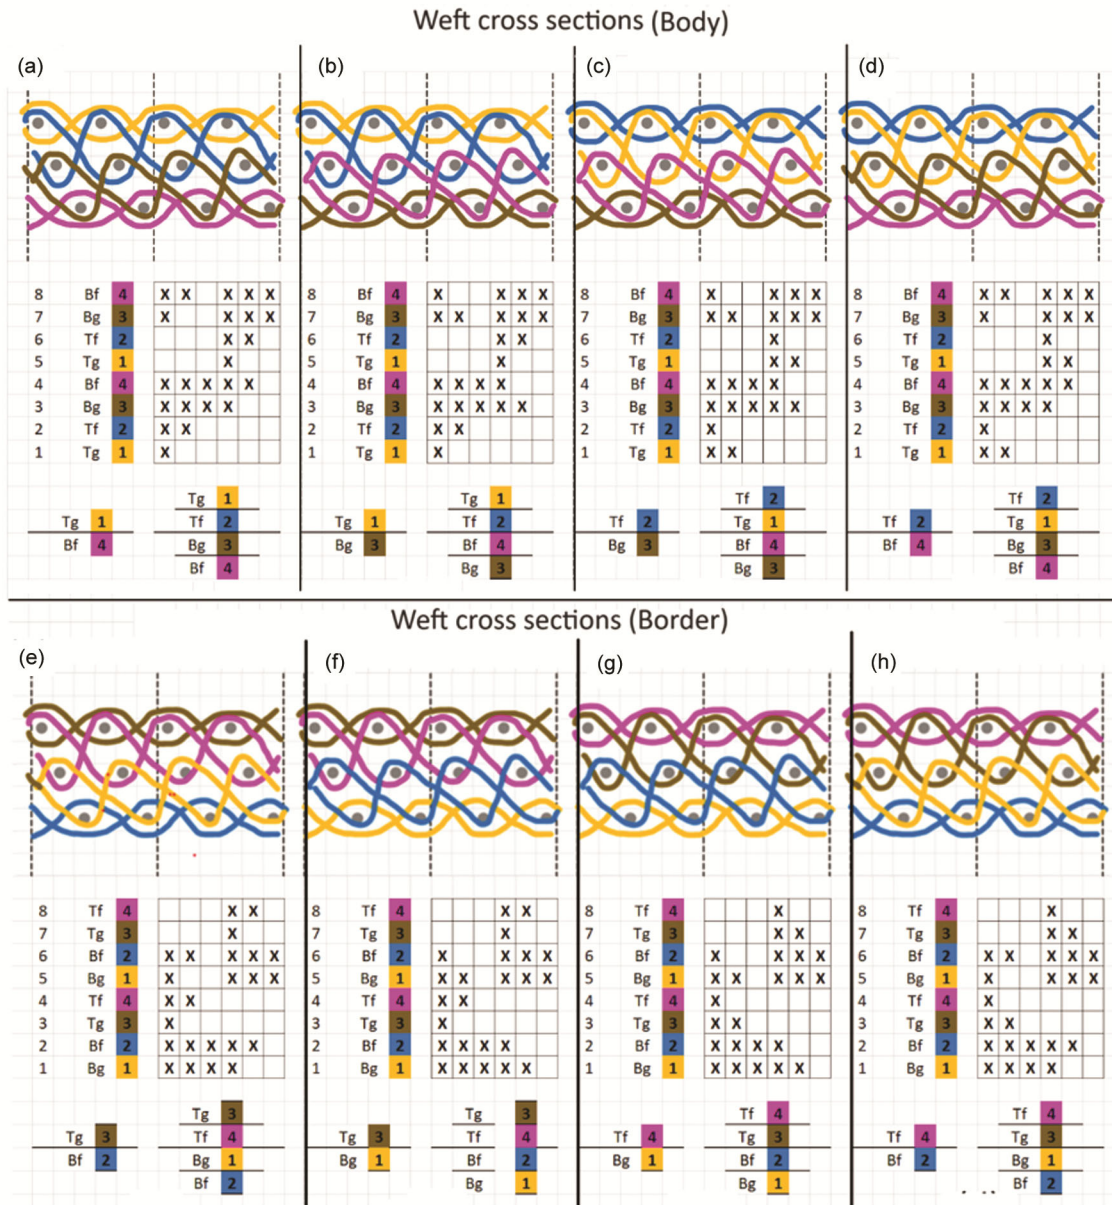 Weft cross sections (Body)
(a)
8 Bf 4 X X X X X
7 Bg 3 X X X X
6 Tf 2 X X
5 Tg 1 X
4 Bf 4 X X X X X
3 Bg 3 X X X X
2 Tf 2 X X
1 Tg 1 X
Tg 1
Bf 4
Tg 1
Tf 2
Bg 3
Bf 4
(b)
8 Bf 4 X X X X
7 Bg 3 X X X X X
6 Tf 2 X X
5 Tg 1 X
4 Bf 4 X X X X
3 Bg 3 X X X X X
2 Tf 2 X X
1 Tg 1 X
Tg 1
Bg 3
Tg 1
Tf 2
Bf 4
Bg 3
(c)
8 Bf 4 X X X X
7 Bg 3 X X X X X
6 Tf 2 X
5 Tg 1 X X
4 Bf 4 X X X X
3 Bg 3 X X X X X
2 Tf 2 X
1 Tg 1 X X
Tf 2
Bg 3
Tf 2
Tg 1
Bf 4
Bg 3
(d)
8 Bf 4 X X X X X
7 Bg 3 X X X X
6 Tf 2 X
5 Tg 1 X X
4 Bf 4 X X X X X
3 Bg 3 X X X X
2 Tf 2 X
1 Tg 1 X X
Tf 2
Bf 4
Tf 2
Tg 1
Bg 3
Bf 4
Weft cross sections (Border)
(e)
8 Tf 4 X X
7 Tg 3 X
6 Bf 2 X X X X X
5 Bg 1 X X X X
4 Tf 4 X X
3 Tg 3 X
2 Bf 2 X X X X X
1 Bg 1 X X X X
Tg 3
Bf 2
Tg 3
Tf 4
Bg 1
Bf 2
(f)
8 Tf 4 X X
7 Tg 3 X
6 Bf 2 X X X X
5 Bg 1 X X X X X
4 Tf 4 X X
3 Tg 3 X
2 Bf 2 X X X X
1 Bg 1 X X X X X
Tg 3
Bg 1
Tg 3
Tf 4
Bf 2
Bg 1
(g)
8 Tf 4 X
7 Tg 3 X X
6 Bf 2 X X X X
5 Bg 1 X X X X X
4 Tf 4 X
3 Tg 3 X X
2 Bf 2 X X X X
1 Bg 1 X X X X X
Tf 4
Bg 1
Tf 4
Tg 3
Bf 2
Bg 1
(h)
8 Tf 4 X
7 Tg 3 X X
6 Bf 2 X X X X X
5 Bg 1 X X X X
4 Tf 4 X
3 Tg 3 X X
2 Bf 2 X X X X X
1 Bg 1 X X X X
Tf 4
Bf 2
Tf 4
Tg 3
Bg 1
Bf 2